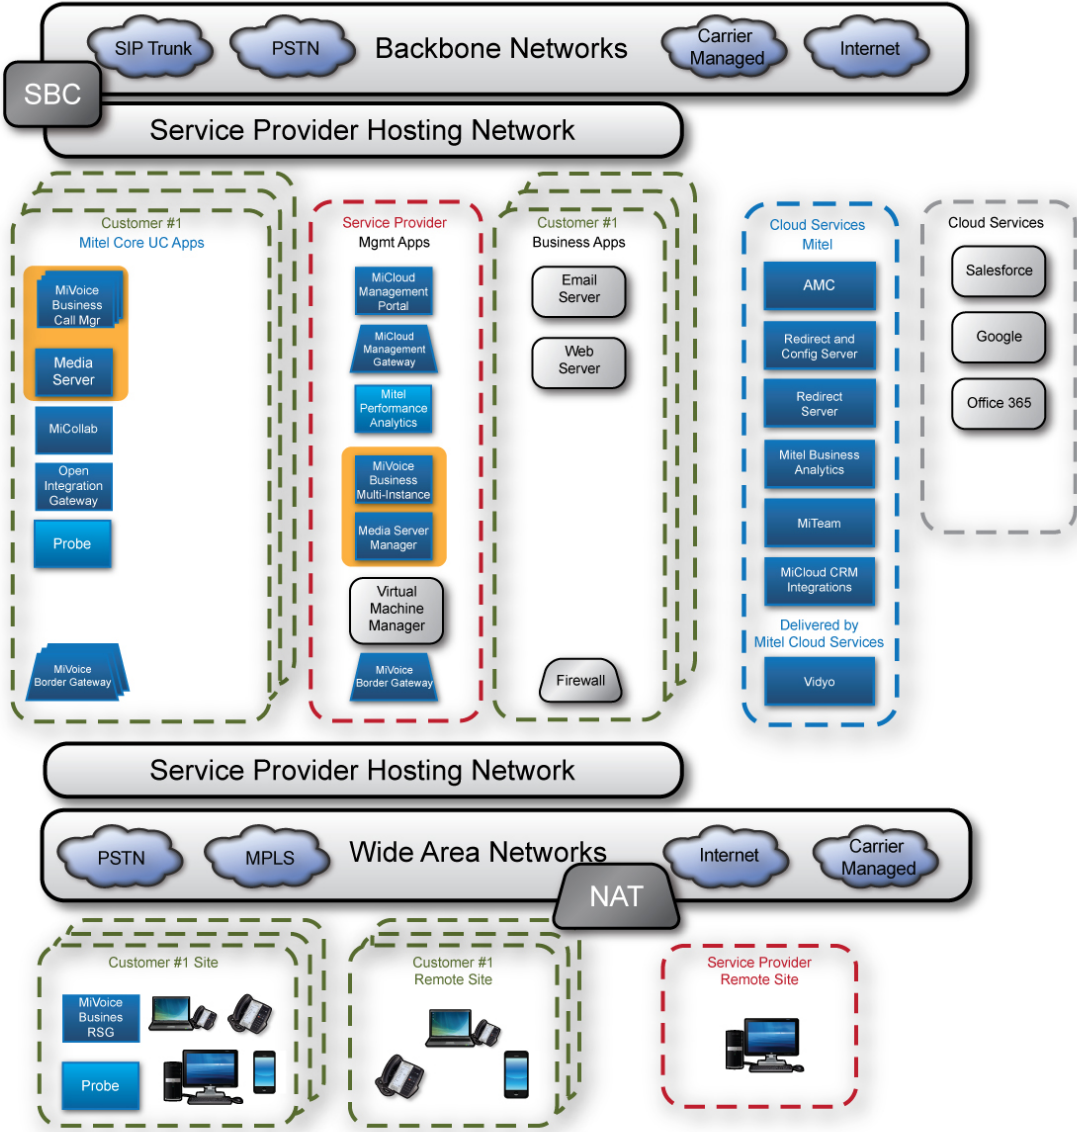 SIP Trunk
PSTN
Backbone Networks
Carrier
Managed
Internet
SBC
Service Provider Hosting Network
Customer #1
Mitel Core UC Apps
MiVoice
Business
Call Mgr
Media
Server
MiCollab
Open
Integration
Gateway
Probe
MiVoice
Border Gateway
Service Provider
Mgmt Apps
MiCloud
Management
Portal
MiCloud
Management
Gateway
Mitel
Performance
Analytics
MiVoice
Business
Multi-Instance
Media Server
Manager
Virtual
Machine
Manager
MiVoice
Border Gateway
Customer #1
Business Apps
Email
Server
Web
Server
Firewall
Cloud Services
Mitel
AMC
Redirect and
Config Server
Redirect
Server
Mitel Business
Analytics
MiTeam
MiCloud CRM
Integrations
Delivered by
Mitel Cloud Services
Vidyo
Cloud Services
Salesforce
Google
Office 365
Service Provider Hosting Network
PSTN
MPLS
Wide Area Networks
Internet
Carrier
Managed
NAT
Customer #1 Site
MiVoice
Busines
RSG
Probe
Customer #1
Remote Site
Service Provider
Remote Site